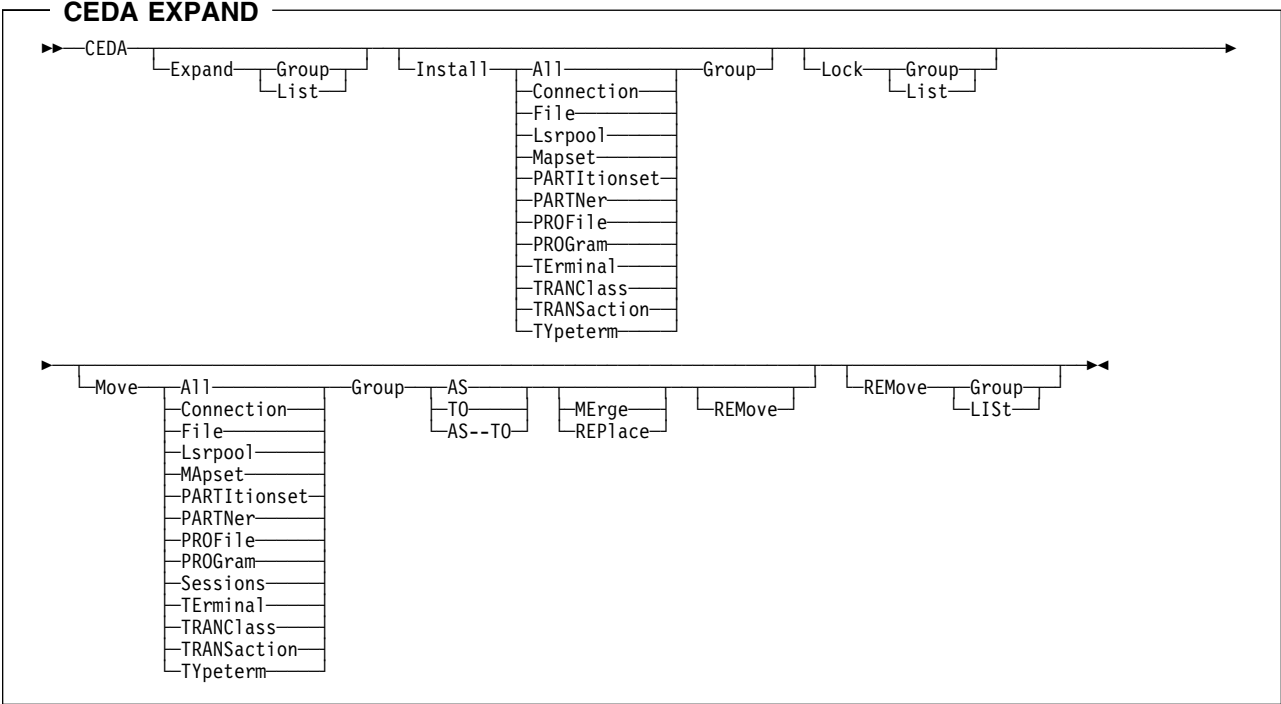 CEDA EXPAND
CEDA
Expand Group Install All Group Lock Group
List Connection List
File
Lsrpool
Mapset
PARTItionset
PARTNer
PROFile
PROGram
TErminal
TRANClass
TRANSaction
TYpeterm
Move All Group AS REMove Group
Connection TO MErge REMove LISt
File AS--TO REPlace
Lsrpool
MApset
PARTItionset
PARTNer
PROFile
PROGram
Sessions
TErminal
TRANClass
TRANSaction
TYpeterm